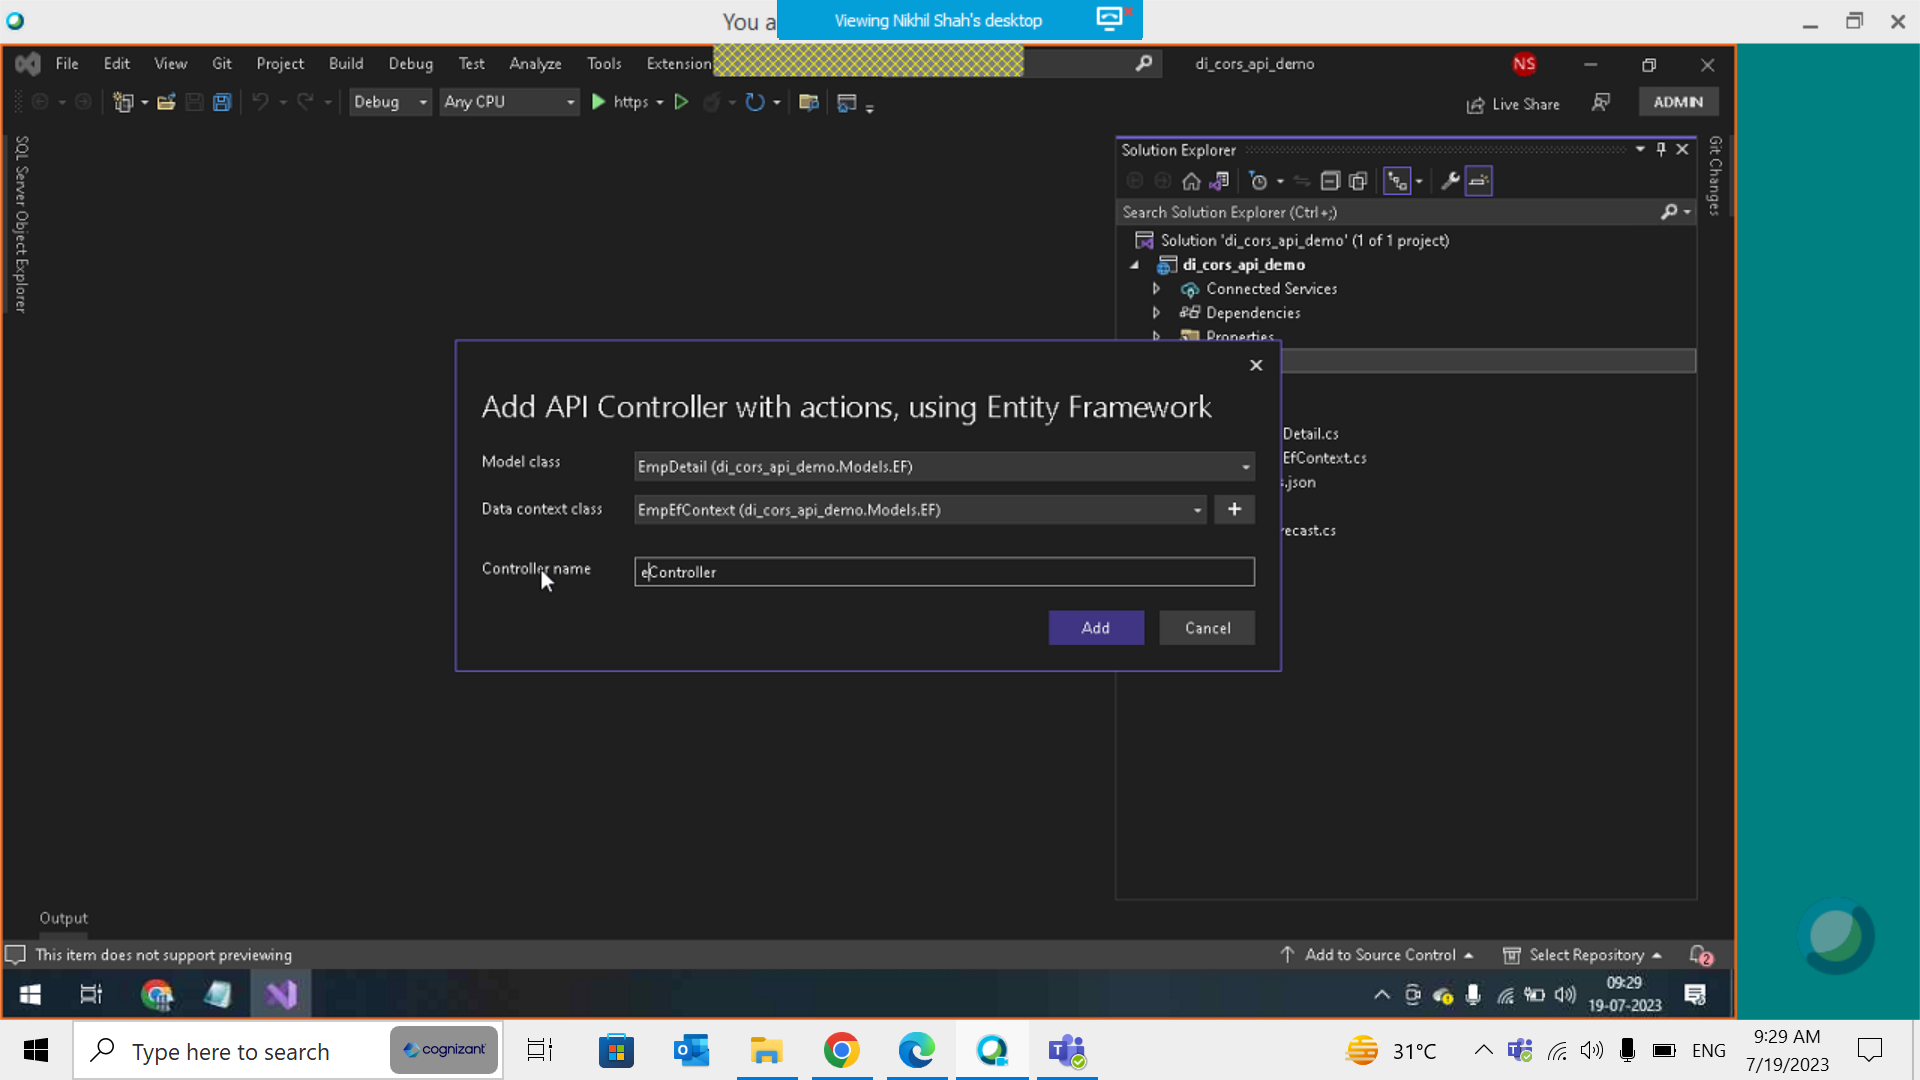 You a
Viewing Nikhil Shah's desktop
File Edit View Git Project Build Debug Test Analyze Tools Extension
di_cors_api_demo
NS
Debug Any CPU https
Live Share
ADMIN
SQL Server Object Explorer
Solution Explorer
Git Changes
Search Solution Explorer (Ctrl+;)
Solution 'di_cors_api_demo' (1 of 1 project)
di_cors_api_demo
Connected Services
Dependencies
Properties
Detail.cs
EfContext.cs
s.json
recast.cs
Add API Controller with actions, using Entity Framework
Model class
EmpDetail (di_cors_api_demo.Models.EF)
Data context class
EmpEfContext (di_cors_api_demo.Models.EF)
Controller name
eController
Add Cancel
Output
This item does not support previewing
Add to Source Control
Select Repository
2
09:29
19-07-2023
Type here to search
cognizant
31°C
ENG
9:29 AM
7/19/2023